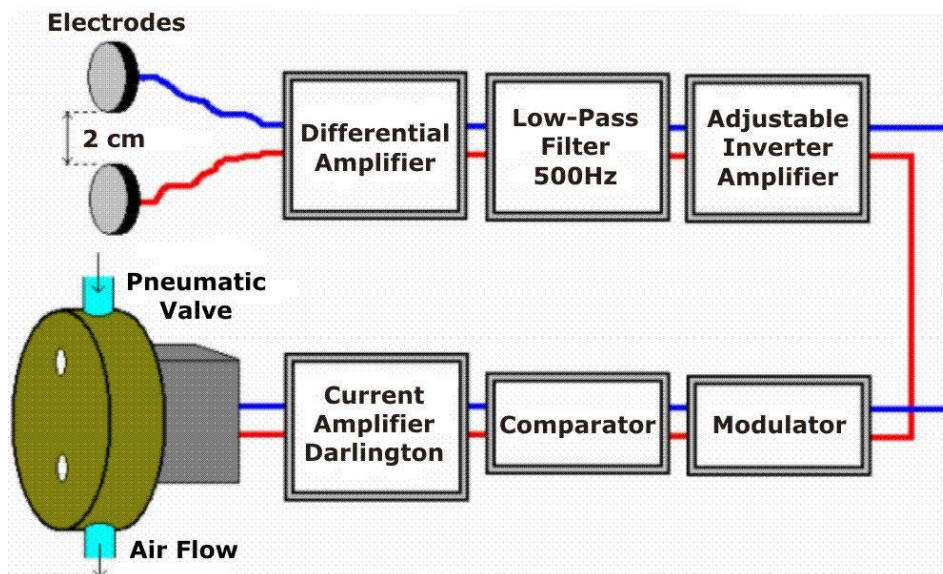 Electrodes
2 cm
Differential
Amplifier
Low-Pass
Filter
500Hz
Adjustable
Inverter
Amplifier
Pneumatic
Valve
Current
Amplifier
Darlington
Comparator
Modulator
Air Flow